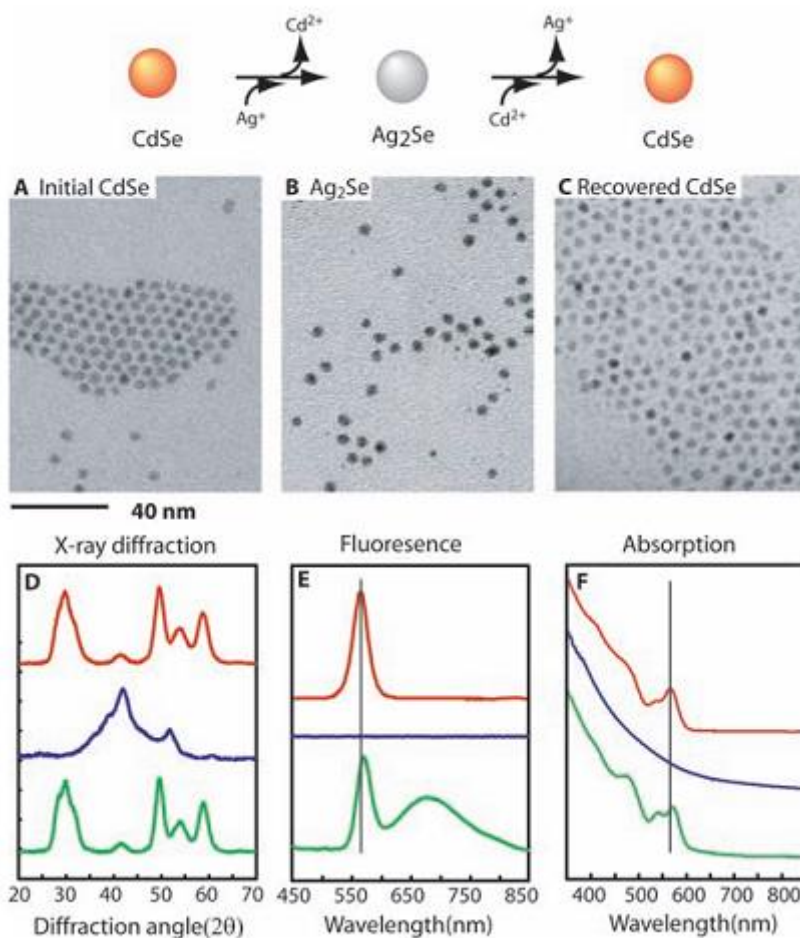 Cd²⁺ Ag⁺
Ag⁺ Cd²⁺
CdSe Ag₂Se CdSe
A Initial CdSe
B Ag₂Se
C Recovered CdSe
40 nm
X-ray diffraction
D
20 30 40 50 60 70
Diffraction angle(2θ)
Fluoresence
E
450 550 650 750 850
Wavelength(nm)
Absorption
F
400 500 600 700 800
Wavelength(nm)